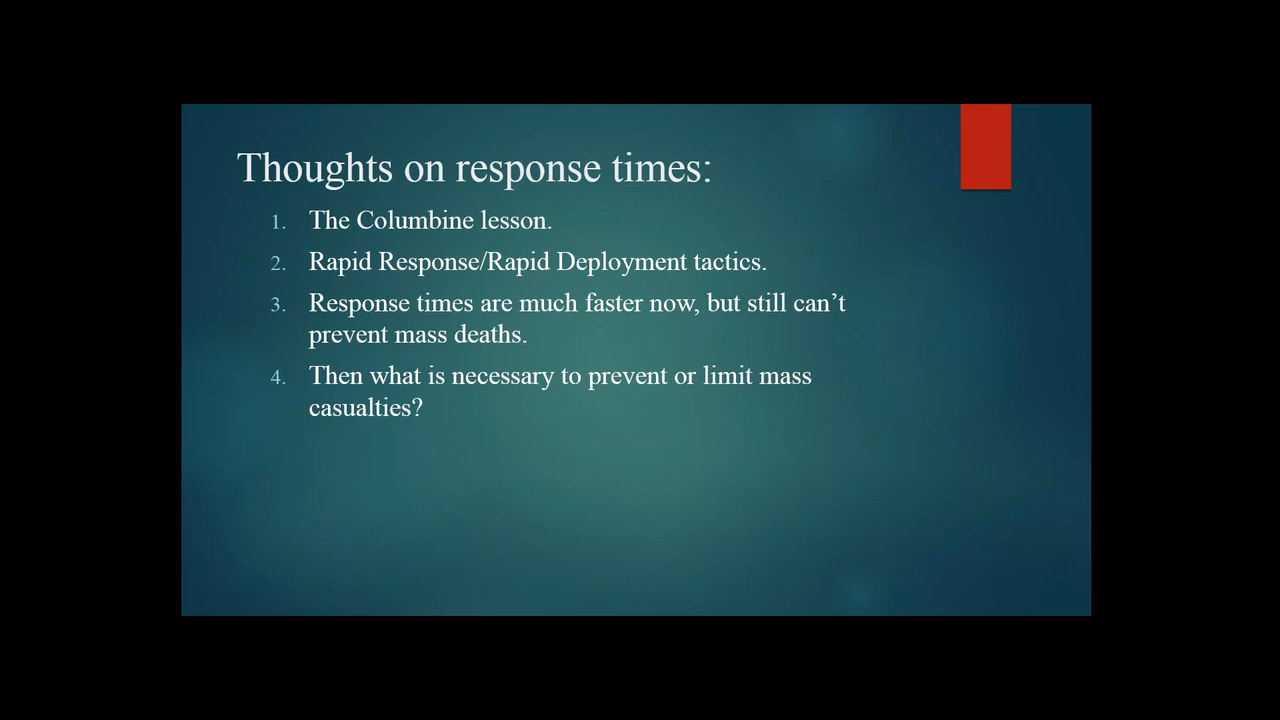 Thoughts on response times:
1. The Columbine lesson.
2. Rapid Response/Rapid Deployment tactics.
3. Response times are much faster now, but still can’t
prevent mass deaths.
4. Then what is necessary to prevent or limit mass
casualties?